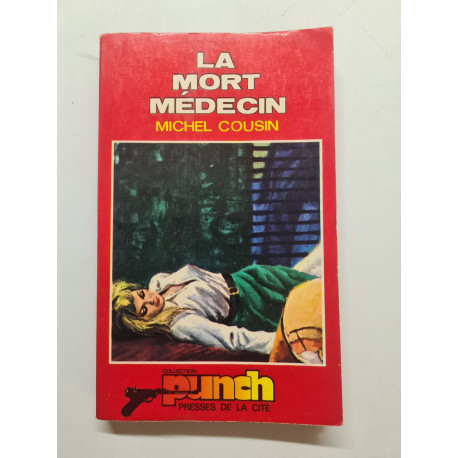 LA
MORT
MÉDECIN
MICHEL COUSIN
COLLECTION
punch
PRESSES DE LA CITÉ